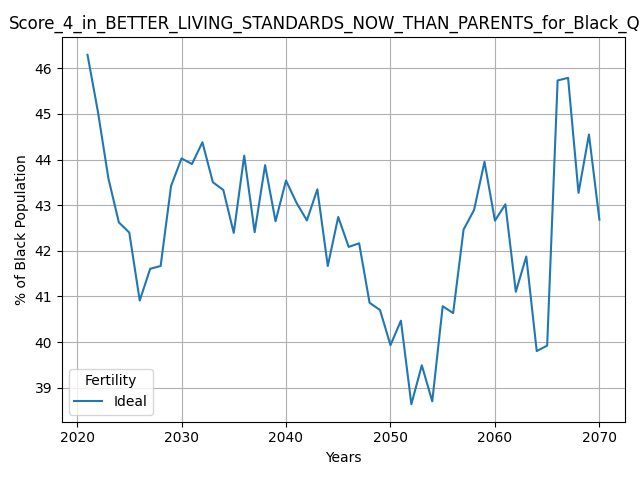 Score_4_in_BETTER_LIVING_STANDARDS_NOW_THAN_PARENTS_for_Black_Q
46
45
44
43
42
41
40
39
% of Black Population
Fertility
Ideal
2020 2030 2040 2050 2060 2070
Years